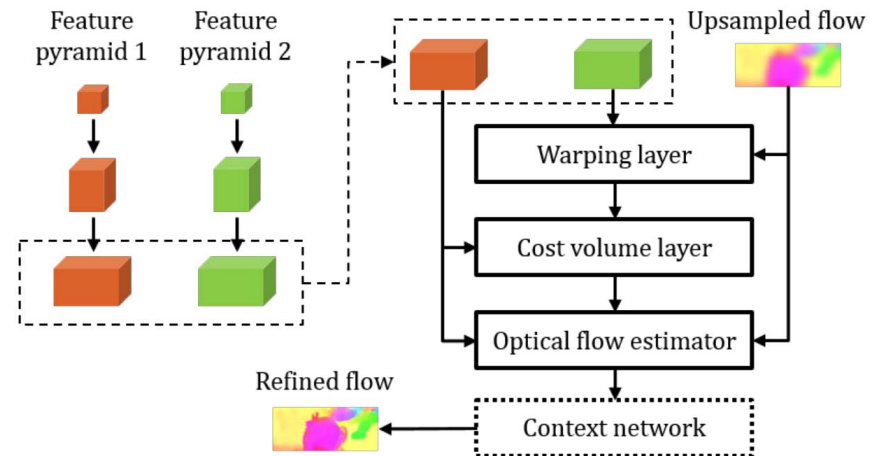 Feature
pyramid 1
Feature
pyramid 2
Upsampled flow
Warping layer
Cost volume layer
Optical flow estimator
Refined flow
Context network